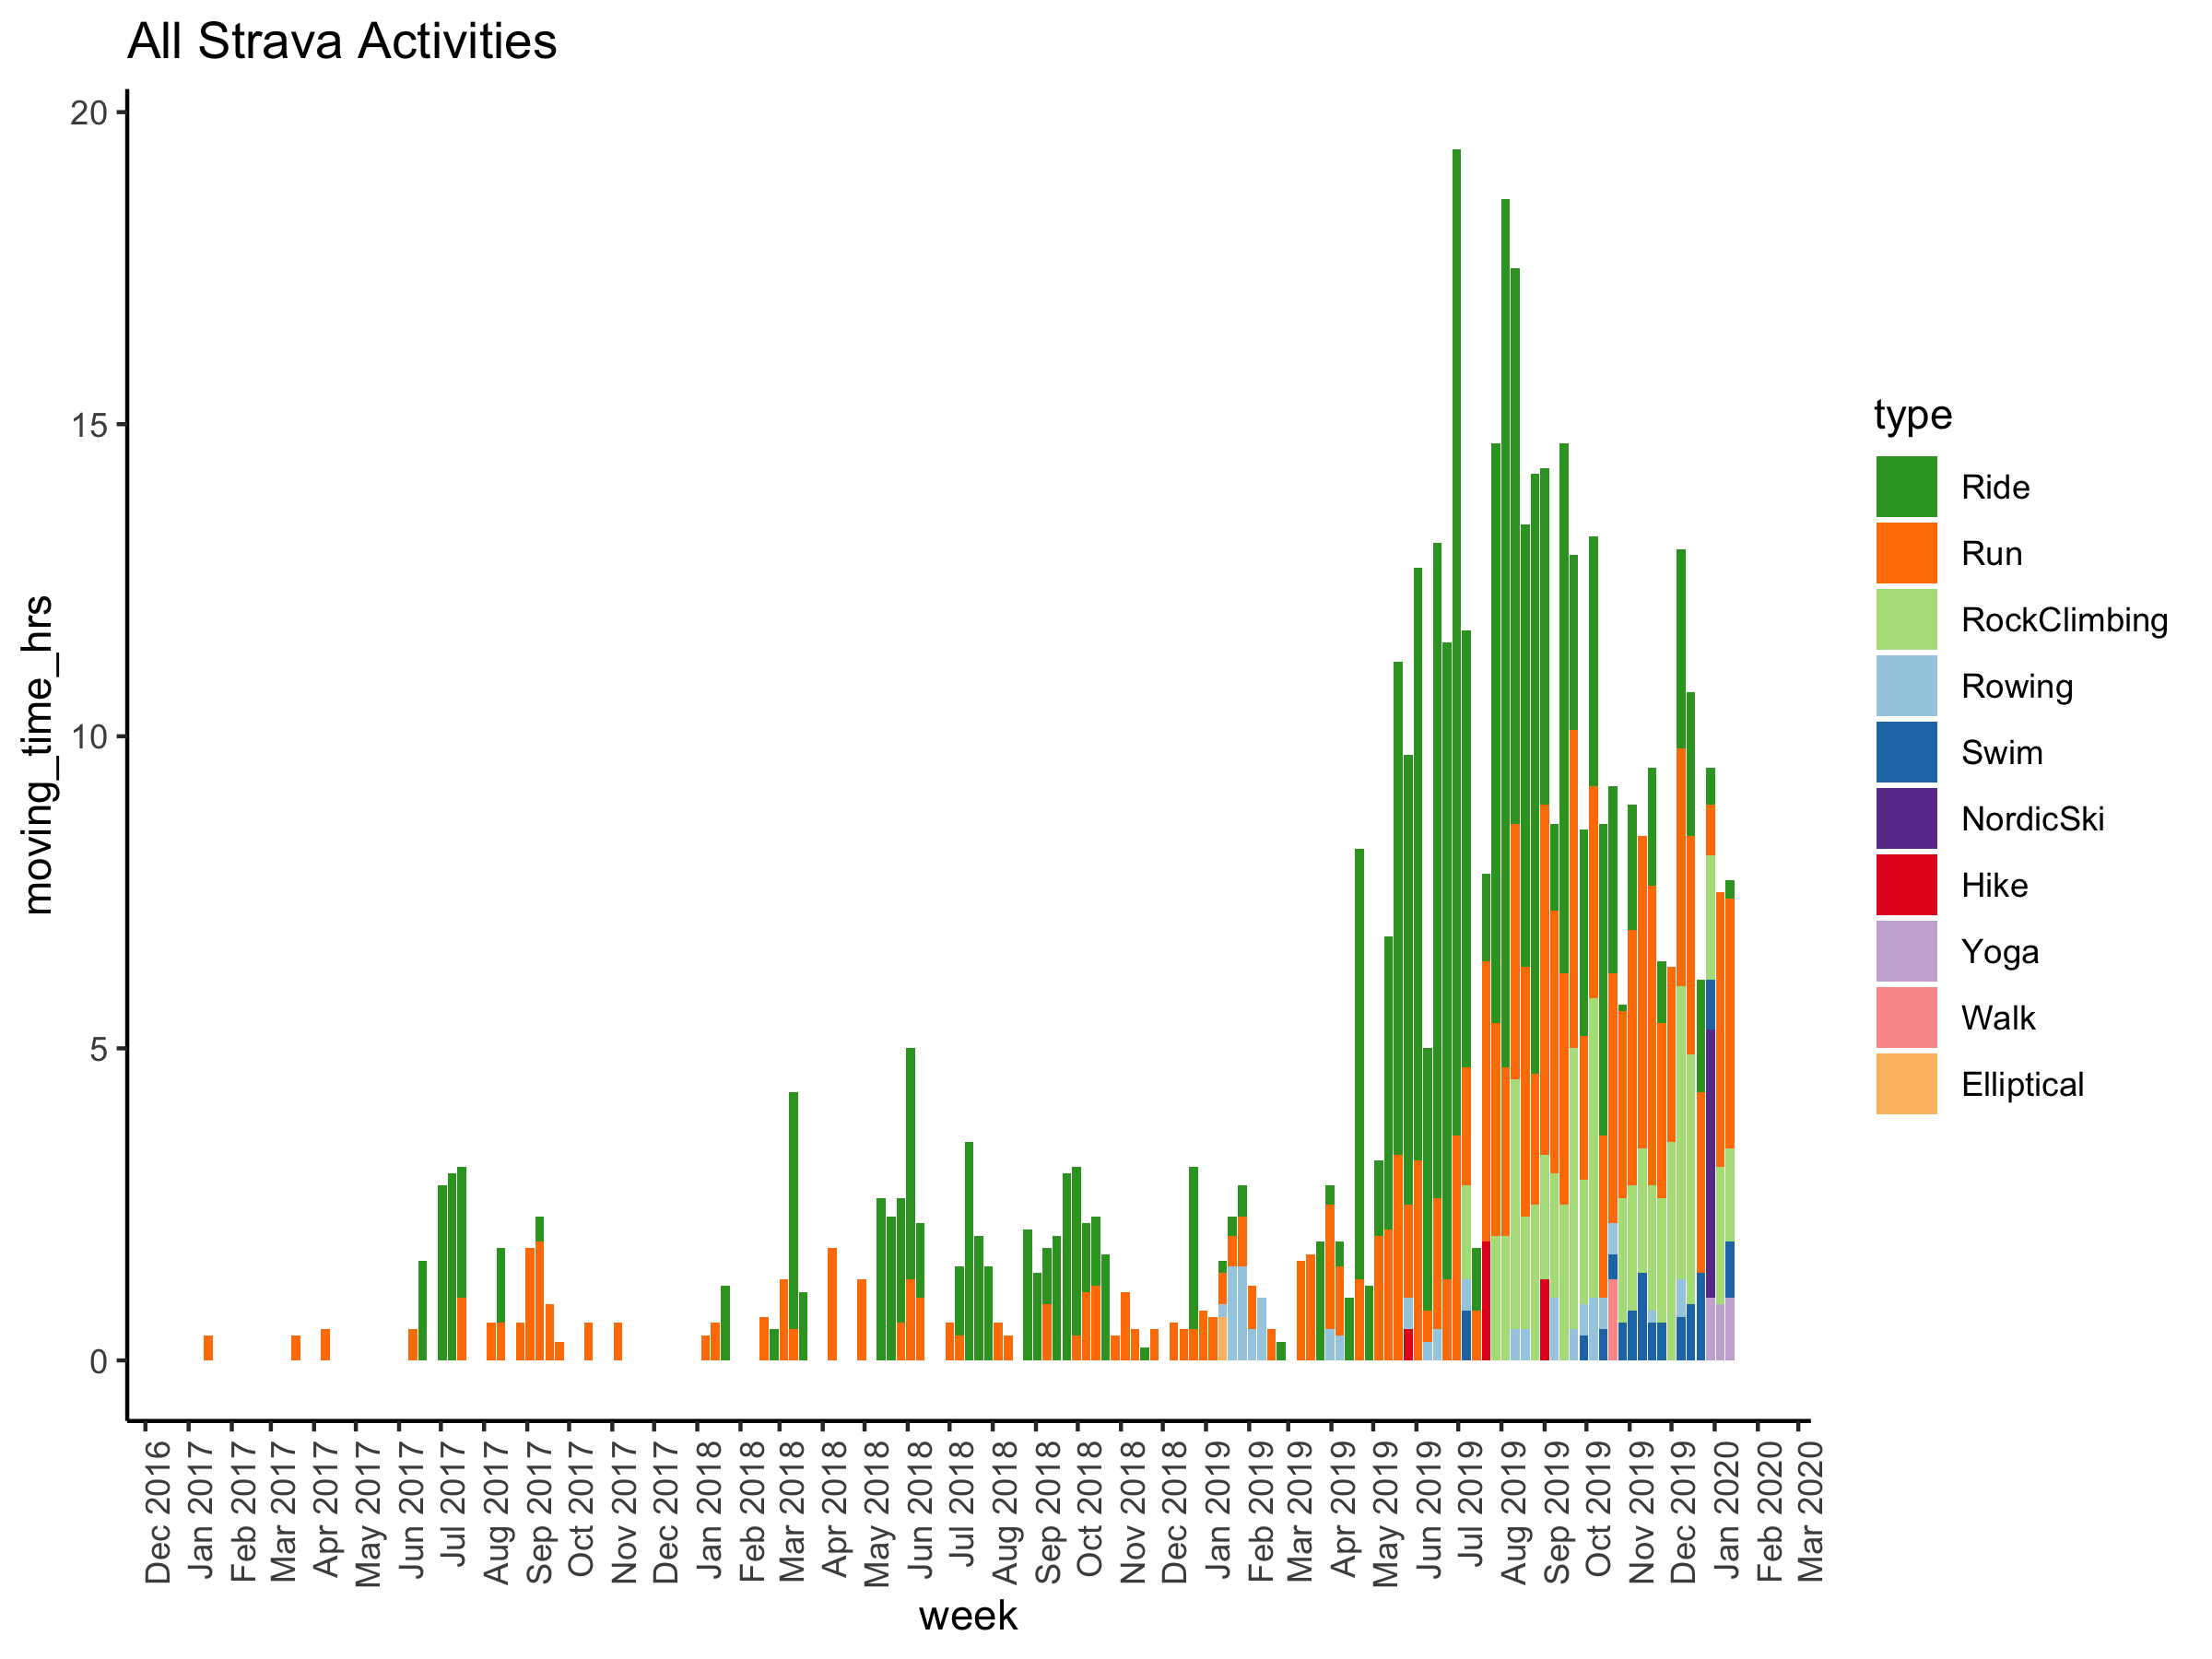 All Strava Activities
20
15
10
5
0
moving_time_hrs
Dec 2016
Jan 2017
Feb 2017
Mar 2017
Apr 2017
May 2017
Jun 2017
Jul 2017
Aug 2017
Sep 2017
Oct 2017
Nov 2017
Dec 2017
Jan 2018
Feb 2018
Mar 2018
Apr 2018
May 2018
Jun 2018
Jul 2018
Aug 2018
Sep 2018
Oct 2018
Nov 2018
Dec 2018
Jan 2019
Feb 2019
Mar 2019
Apr 2019
May 2019
Jun 2019
Jul 2019
Aug 2019
Sep 2019
Oct 2019
Nov 2019
Dec 2019
Jan 2020
Feb 2020
Mar 2020
week
type
Ride
Run
RockClimbing
Rowing
Swim
NordicSki
Hike
Yoga
Walk
Elliptical